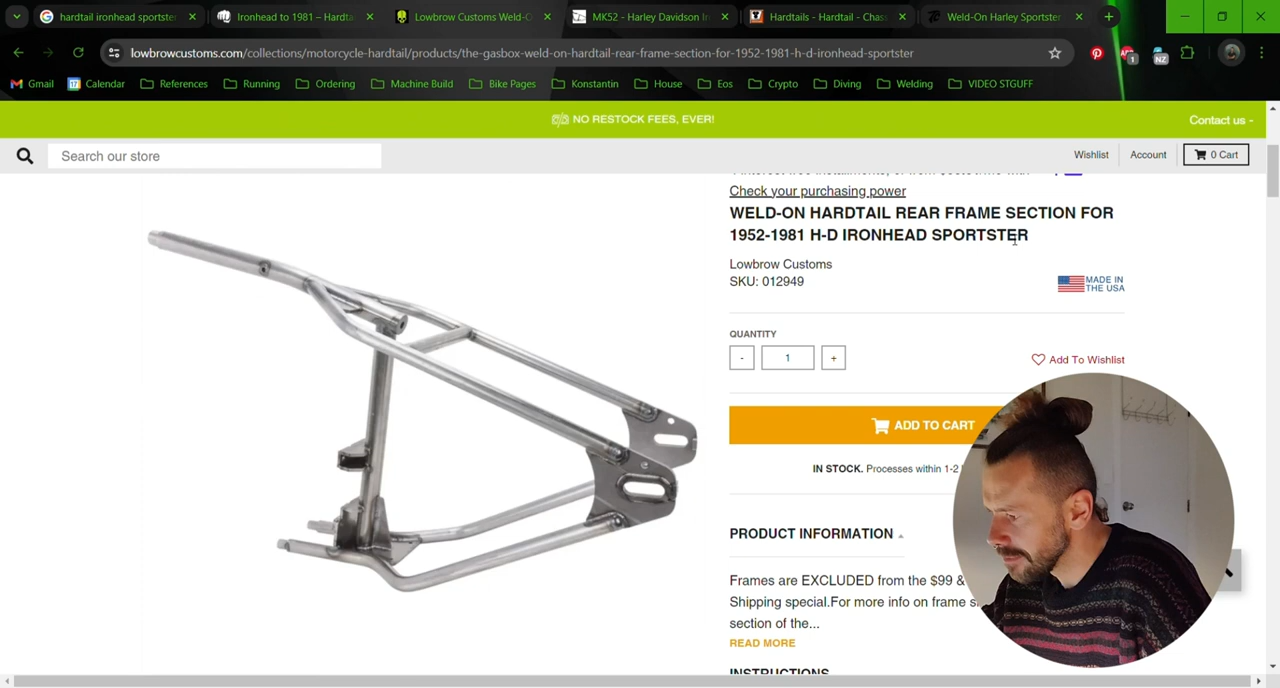 hardtail ironhead sportster
Ironhead to 1981 – Hardta
Lowbrow Customs Weld-O
MK52 - Harley Davidson Ir
Hardtails - Hardtail - Chass
Weld-On Harley Sportster
lowbrowcustoms.com/collections/motorcycle-hardtail/products/the-gasbox-weld-on-hardtail-rear-frame-section-for-1952-1981-h-d-ironhead-sportster
Gmail
Calendar
References
Running
Ordering
Machine Build
Bike Pages
Konstantin
House
Eos
Crypto
Diving
Welding
VIDEO STGUFF
NO RESTOCK FEES, EVER!
Contact us -
Search our store
Wishlist
Account
0 Cart
Check your purchasing power
WELD-ON HARDTAIL REAR FRAME SECTION FOR
1952-1981 H-D IRONHEAD SPORTSTER
Lowbrow Customs
SKU: 012949
MADE IN
THE USA
QUANTITY
- 1 +
Add To Wishlist
ADD TO CART
IN STOCK. Processes within 1-2
PRODUCT INFORMATION
Frames are EXCLUDED from the $99 &
Shipping special.For more info on frame s
section of the...
READ MORE
INSTRUCTIONS